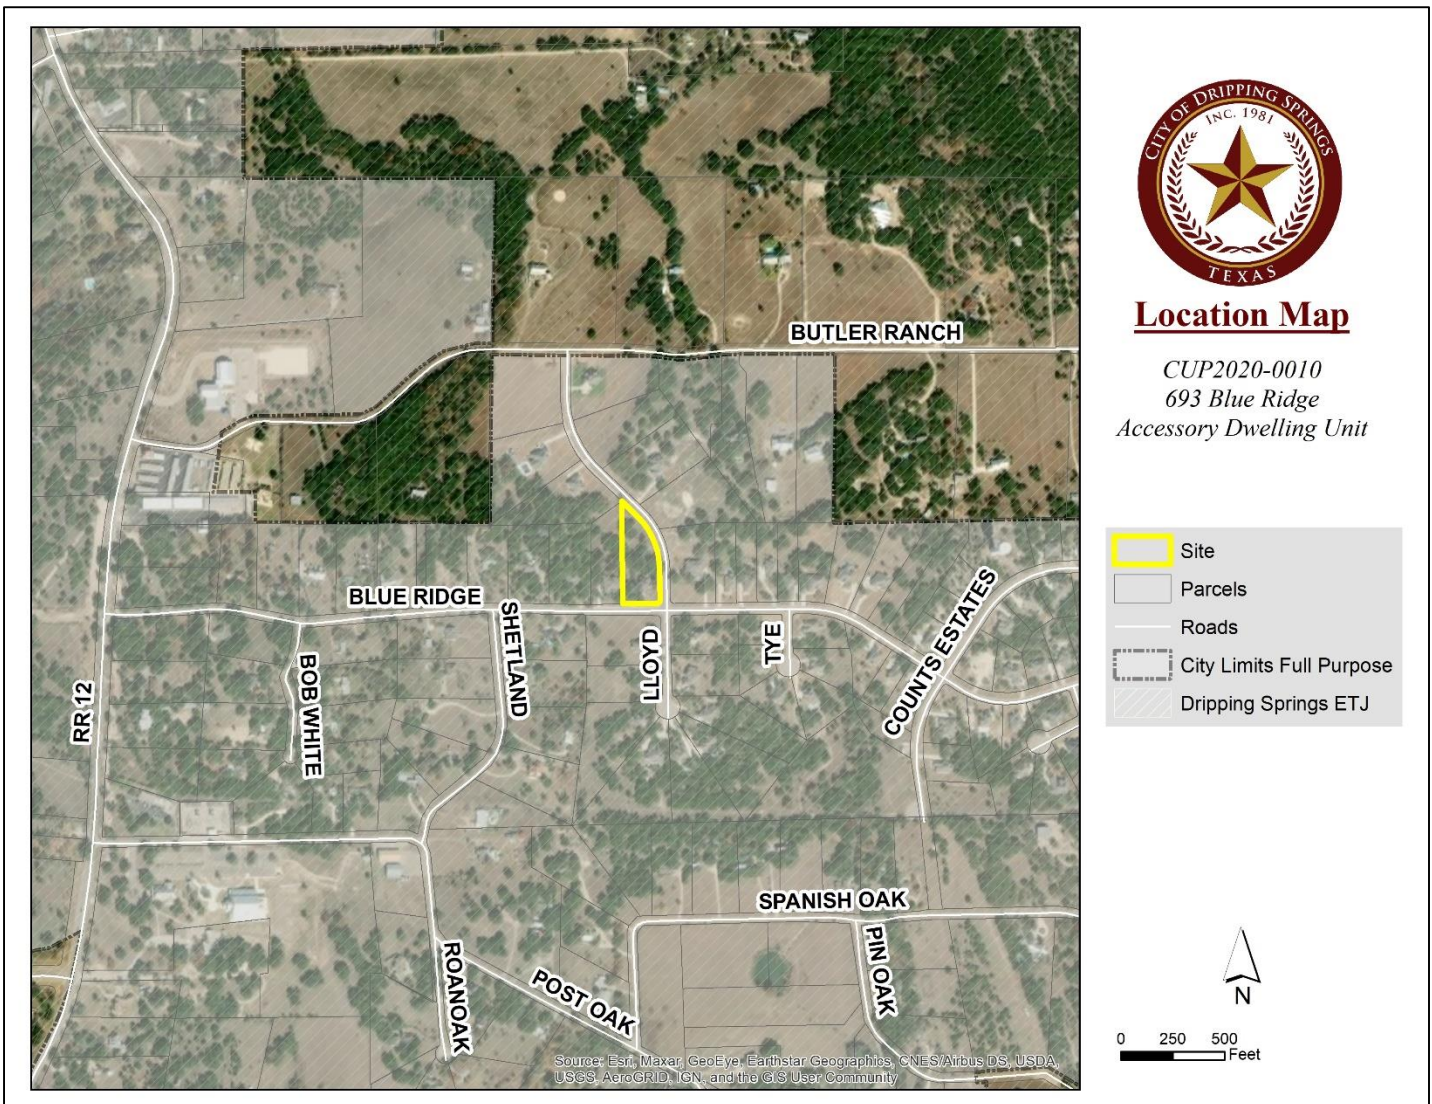 BUTLER RANCH
BLUE RIDGE
SHETLAND
BOB WHITE
RR 12
LLOYD
TYE
COUNTS ESTATES
SPANISH OAK
PIN OAK
POST OAK
ROANOAK
Source: Esri, Maxar, GeoEye, Earthstar Geographics, CNES/Airbus DS, USDA,
USGS, AeroGRID, IGN, and the GIS User Community
CITY OF DRIPPING SPRINGS
INC. 1981
TEXAS
Location Map
CUP2020-0010
693 Blue Ridge
Accessory Dwelling Unit
Site
Parcels
Roads
City Limits Full Purpose
Dripping Springs ETJ
N
0 250 500
Feet